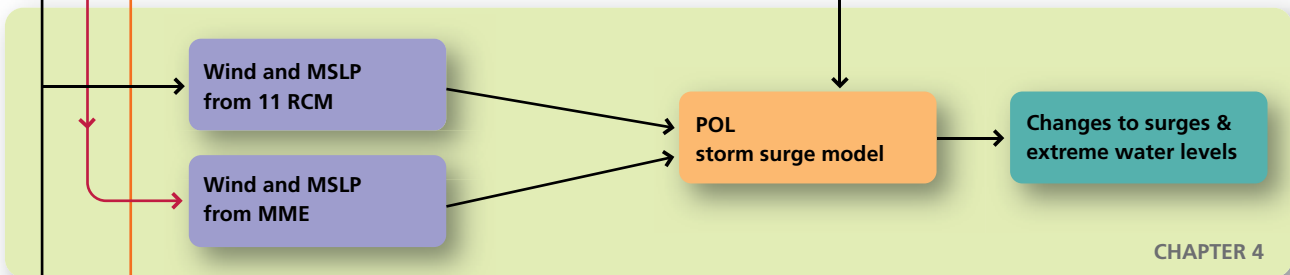 Wind and MSLP
from 11 RCM
Wind and MSLP
from MME
POL
storm surge model
Changes to surges &
extreme water levels
CHAPTER 4